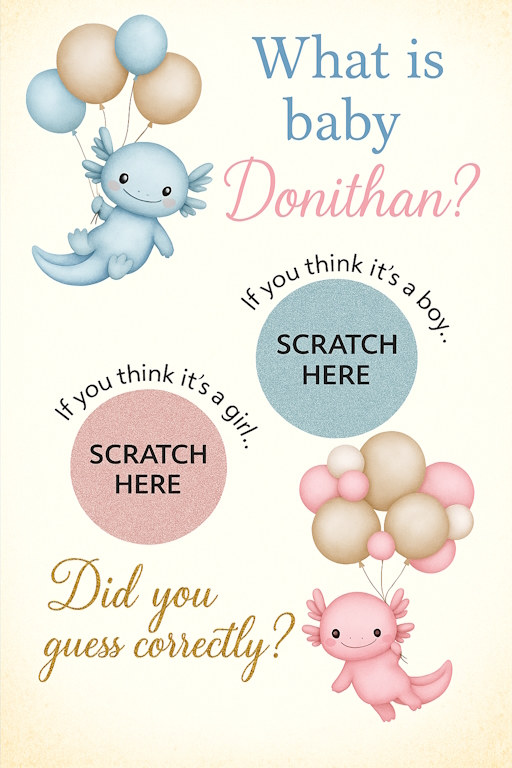 What is
baby
Donithan?
If you think it's a boy..
SCRATCH
HERE
If you think it's a girl..
SCRATCH
HERE
Did you
guess correctly?